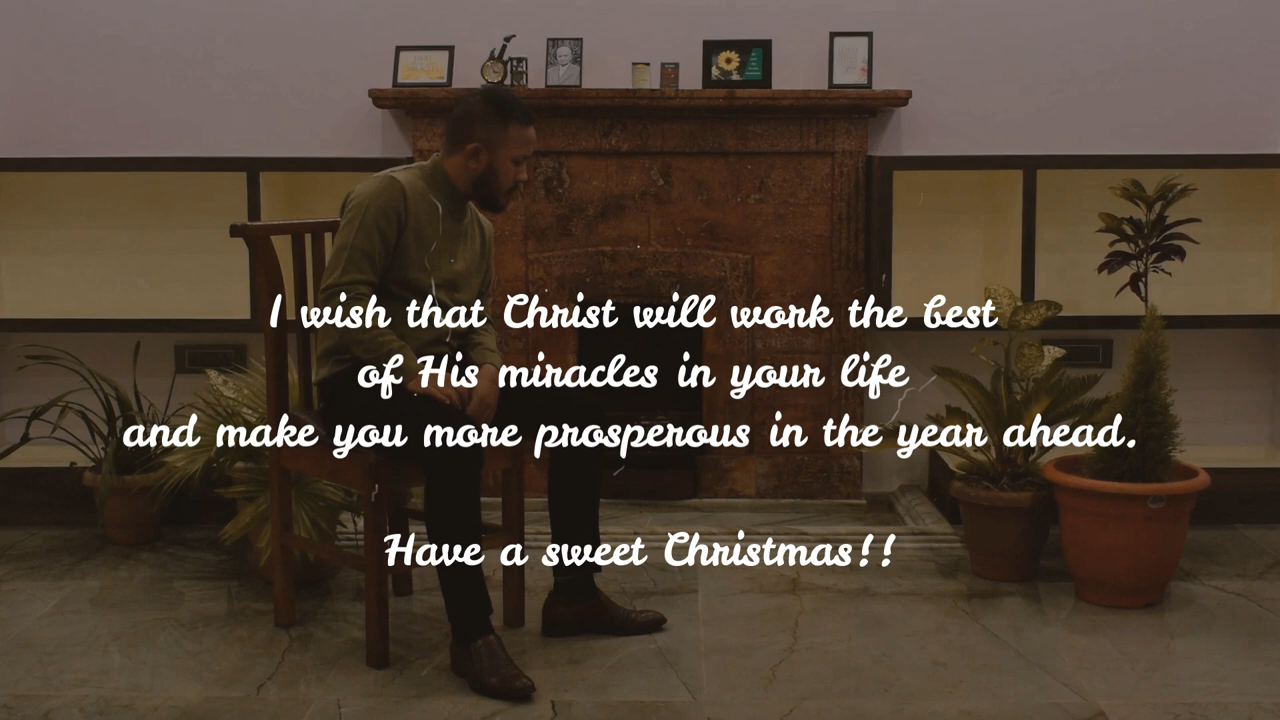 I wish that Christ will work the best
of His miracles in your life
and make you more prosperous in the year ahead.
Have a sweet Christmas!!